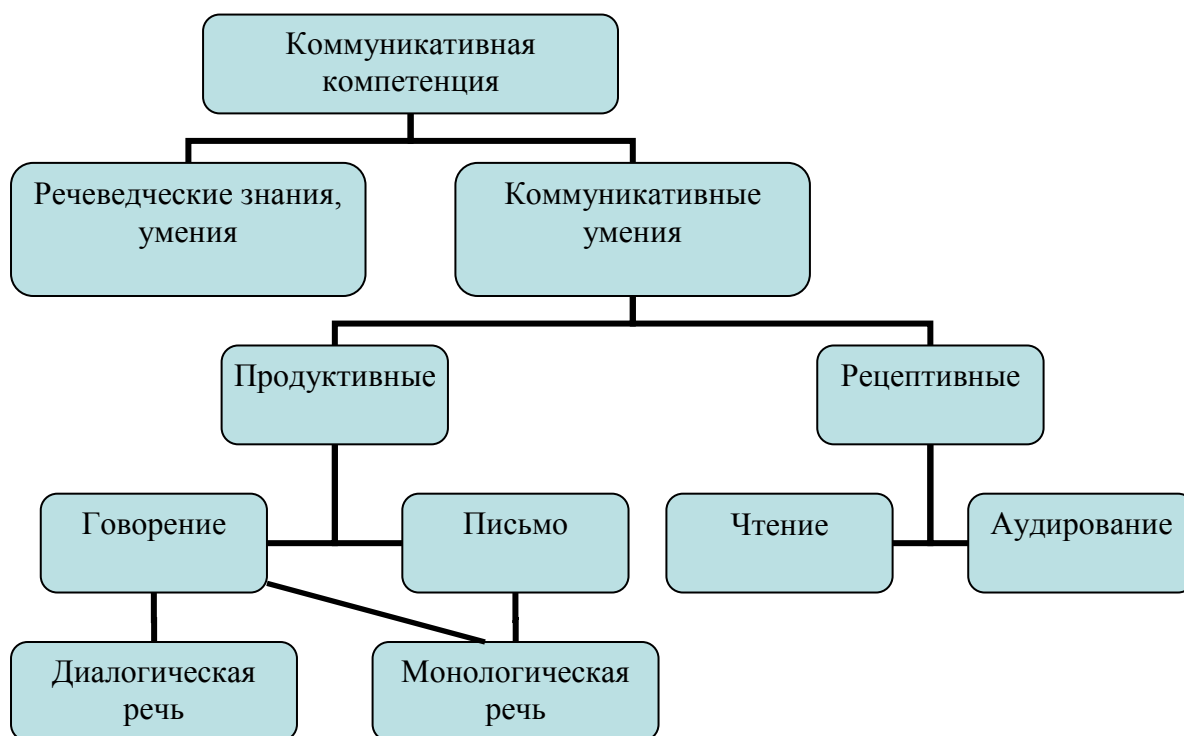 Коммуникативная
компетенция
Речеведческие знания,
умения
Коммуникативные
умения
Продуктивные
Рецептивные
Говорение
Письмо
Чтение
Аудирование
Диалогическая
речь
Монологическая
речь